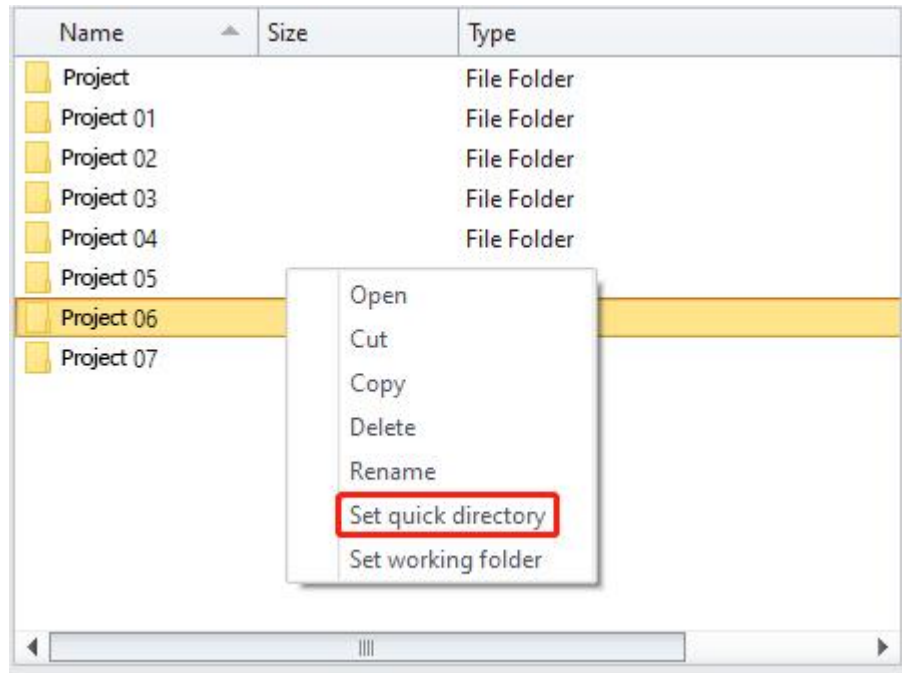 Name Size Type
Project File Folder
Project 01 File Folder
Project 02 File Folder
Project 03 File Folder
Project 04 File Folder
Project 05
Project 06
Project 07
Open
Cut
Copy
Delete
Rename
Set quick directory
Set working folder